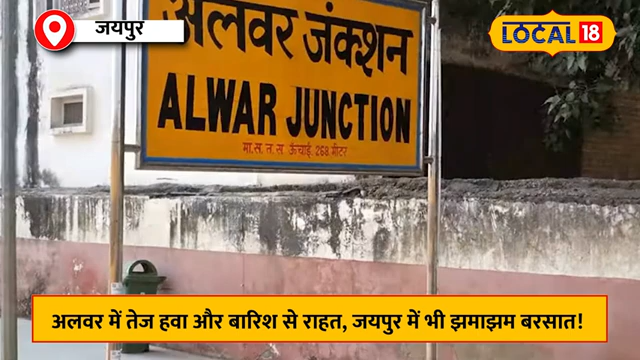 जयपुर
LOCAL 18
अलवर जंक्शन
ALWAR JUNCTION
भा.स.त.स. ऊँचाई. 268 मीटर
अलवर में तेज हवा और बारिश से राहत, जयपुर में भी झमाझम बरसात!